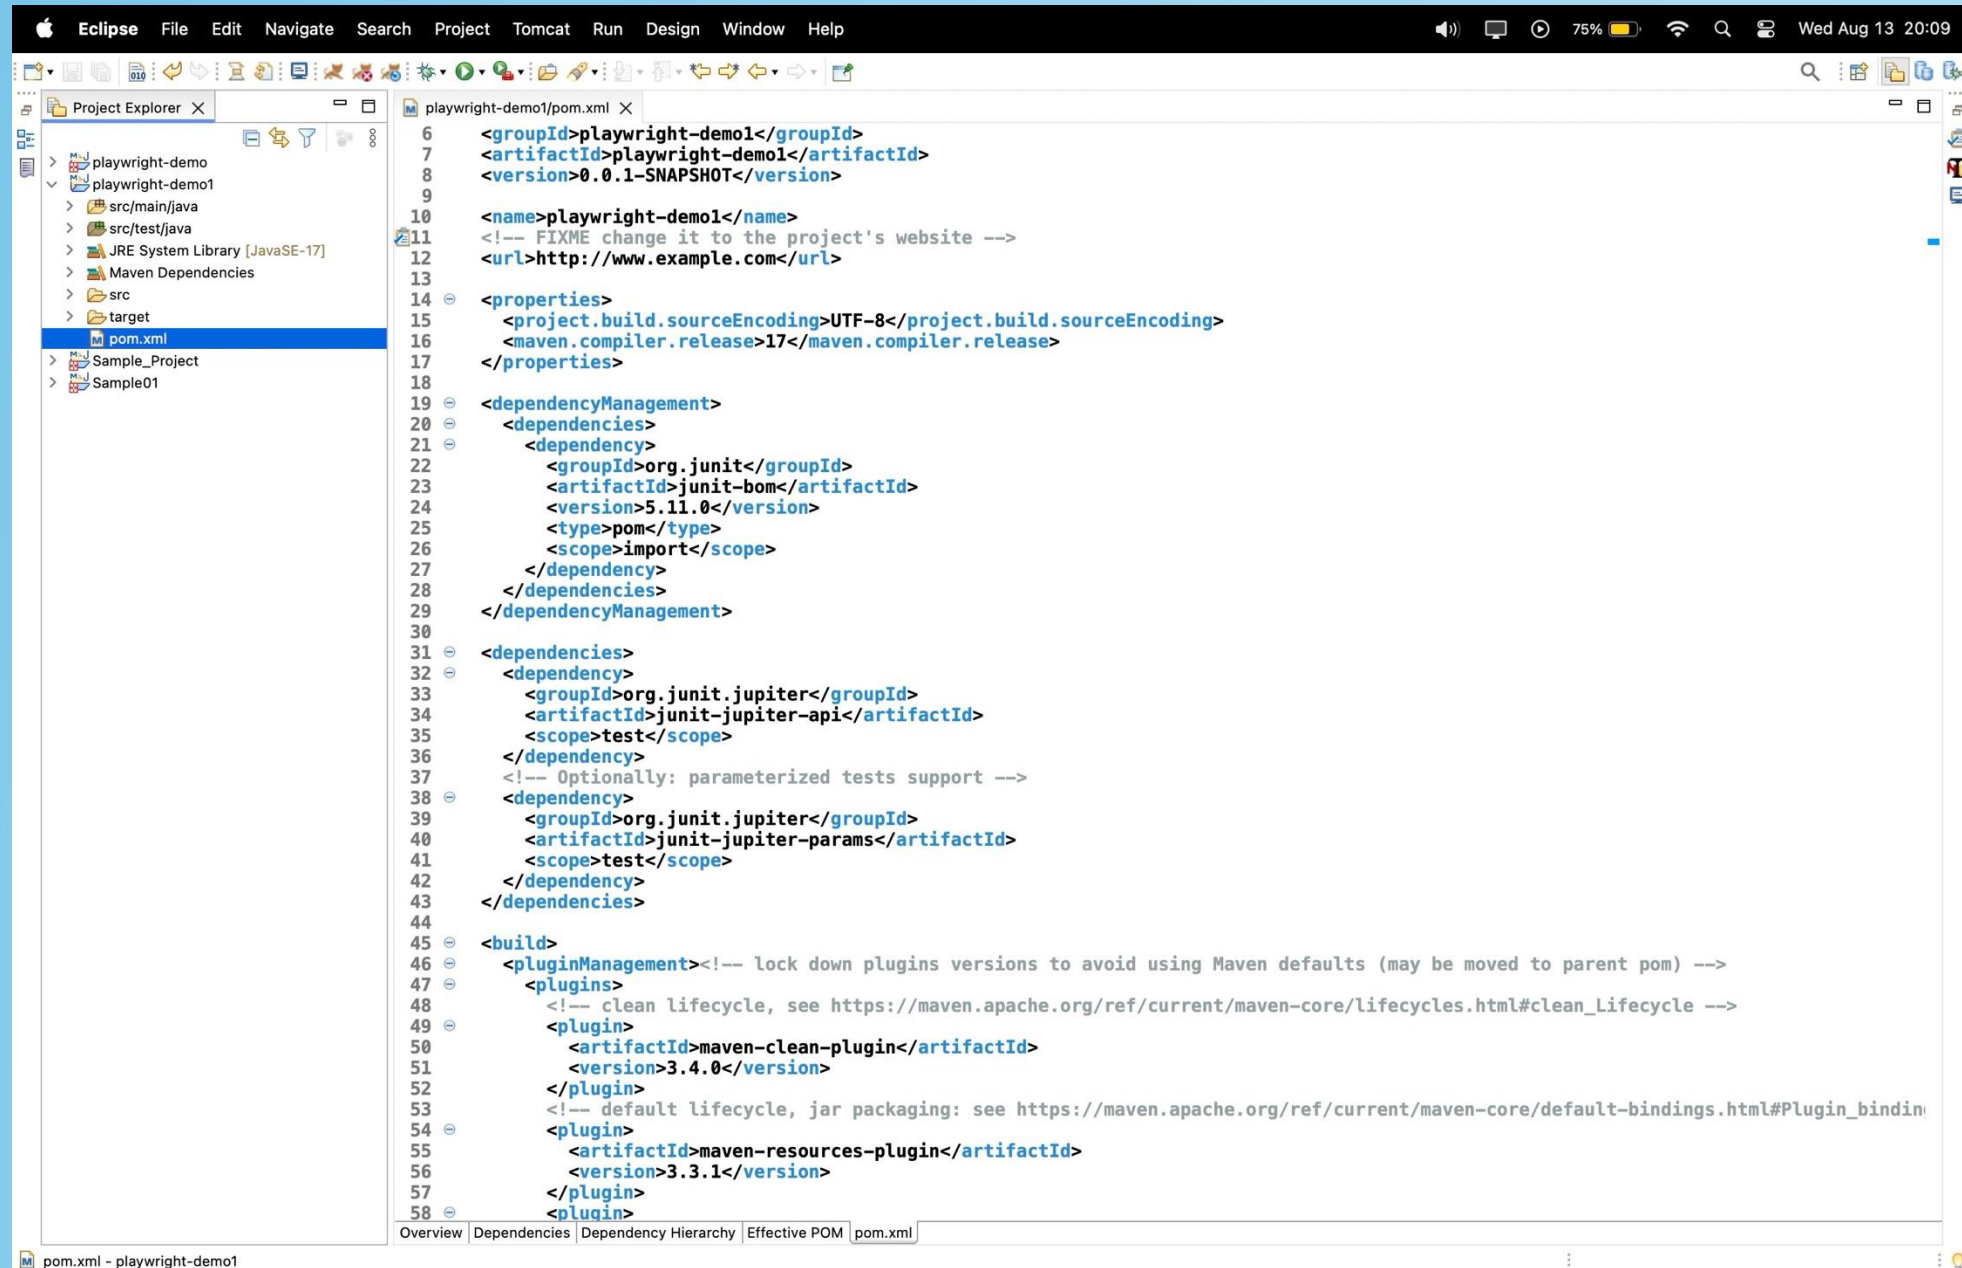 Eclipse File Edit Navigate Search Project Tomcat Run Design Window Help 75% Wed Aug 13 20:09
Project Explorer
playwright-demo
playwright-demo1
src/main/java
src/test/java
JRE System Library [JavaSE-17]
Maven Dependencies
src
target
pom.xml
Sample_Project
Sample01
playwright-demo1/pom.xml
6 <groupId>playwright-demo1</groupId>
7 <artifactId>playwright-demo1</artifactId>
8 <version>0.0.1-SNAPSHOT</version>
9
10 <name>playwright-demo1</name>
11 <!-- FIXME change it to the project's website -->
12 <url>http://www.example.com</url>
13
14 <properties>
15 <project.build.sourceEncoding>UTF-8</project.build.sourceEncoding>
16 <maven.compiler.release>17</maven.compiler.release>
17 </properties>
18
19 <dependencyManagement>
20 <dependencies>
21 <dependency>
22 <groupId>org.junit</groupId>
23 <artifactId>junit-bom</artifactId>
24 <version>5.11.0</version>
25 <type>pom</type>
26 <scope>import</scope>
27 </dependency>
28 </dependencies>
29 </dependencyManagement>
30
31 <dependencies>
32 <dependency>
33 <groupId>org.junit.jupiter</groupId>
34 <artifactId>junit-jupiter-api</artifactId>
35 <scope>test</scope>
36 </dependency>
37 <!-- Optionally: parameterized tests support -->
38 <dependency>
39 <groupId>org.junit.jupiter</groupId>
40 <artifactId>junit-jupiter-params</artifactId>
41 <scope>test</scope>
42 </dependency>
43 </dependencies>
44
45 <build>
46 <pluginManagement><!-- lock down plugins versions to avoid using Maven defaults (may be moved to parent pom) -->
47 <plugins>
48 <!-- clean lifecycle, see https://maven.apache.org/ref/current/maven-core/lifecycles.html#clean_Lifecycle -->
49 <plugin>
50 <artifactId>maven-clean-plugin</artifactId>
51 <version>3.4.0</version>
52 </plugin>
53 <!-- default lifecycle, jar packaging: see https://maven.apache.org/ref/current/maven-core/default-bindings.html#Plugin_bindin
54 <plugin>
55 <artifactId>maven-resources-plugin</artifactId>
56 <version>3.3.1</version>
57 </plugin>
58 <plugin>
Overview Dependencies Dependency Hierarchy Effective POM pom.xml
pom.xml - playwright-demo1